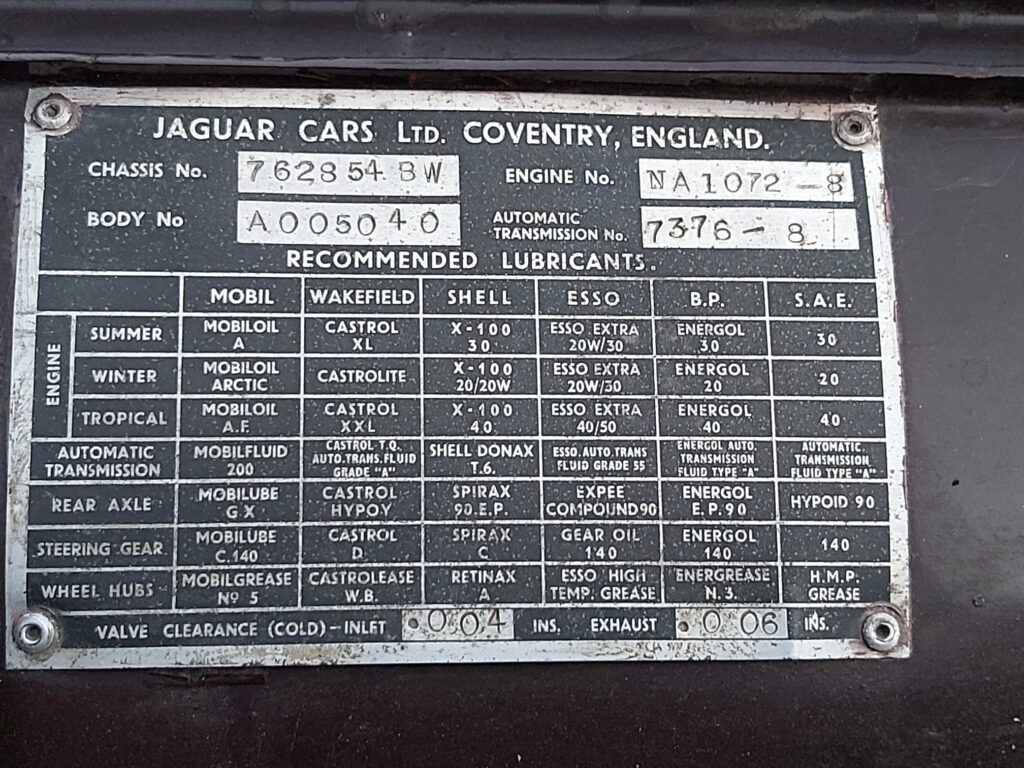 JAGUAR CARS LTD. COVENTRY, ENGLAND.
CHASSIS No. 762854 BW ENGINE No. NA1072-8
BODY No A005040 AUTOMATIC TRANSMISSION No. 7376-8
RECOMMENDED LUBRICANTS.
MOBIL WAKEFIELD SHELL ESSO B.P. S.A.E.
ENGINE
SUMMER MOBILOIL A CASTROL XL X-100 30 ESSO EXTRA 20W/30 ENERGOL 30 30
WINTER MOBILOIL ARCTIC CASTROLITE X-100 20/20W ESSO EXTRA 20W/30 ENERGOL 20 20
TROPICAL MOBILOIL A.F. CASTROL XXL X-100 40 ESSO EXTRA 40/50 ENERGOL 40 40
AUTOMATIC TRANSMISSION MOBILFLUID 200 CASTROL T.Q. AUTO.TRANS.FLUID GRADE "A" SHELL DONAX T.6. ESSO.AUTO.TRANS FLUID GRADE 55 ENERGOL AUTO. TRANSMISSION FLUID TYPE "A" AUTOMATIC TRANSMISSION FLUID TYPE "A"
REAR AXLE MOBILUBE GX CASTROL HYPOY SPIRAX 90.E.P. EXPEE COMPOUND90 ENERGOL E.P.90 HYPOID 90
STEERING GEAR MOBILUBE C.140 CASTROL D SPIRAX C GEAR OIL 140 ENERGOL 140 140
WHEEL HUBS MOBILGREASE Nº 5 CASTROLEASE W.B. RETINAX A ESSO HIGH TEMP. GREASE ENERGREASE N.3. H.M.P. GREASE
VALVE CLEARANCE (COLD)-INLET .004 INS. EXHAUST .006 INS.